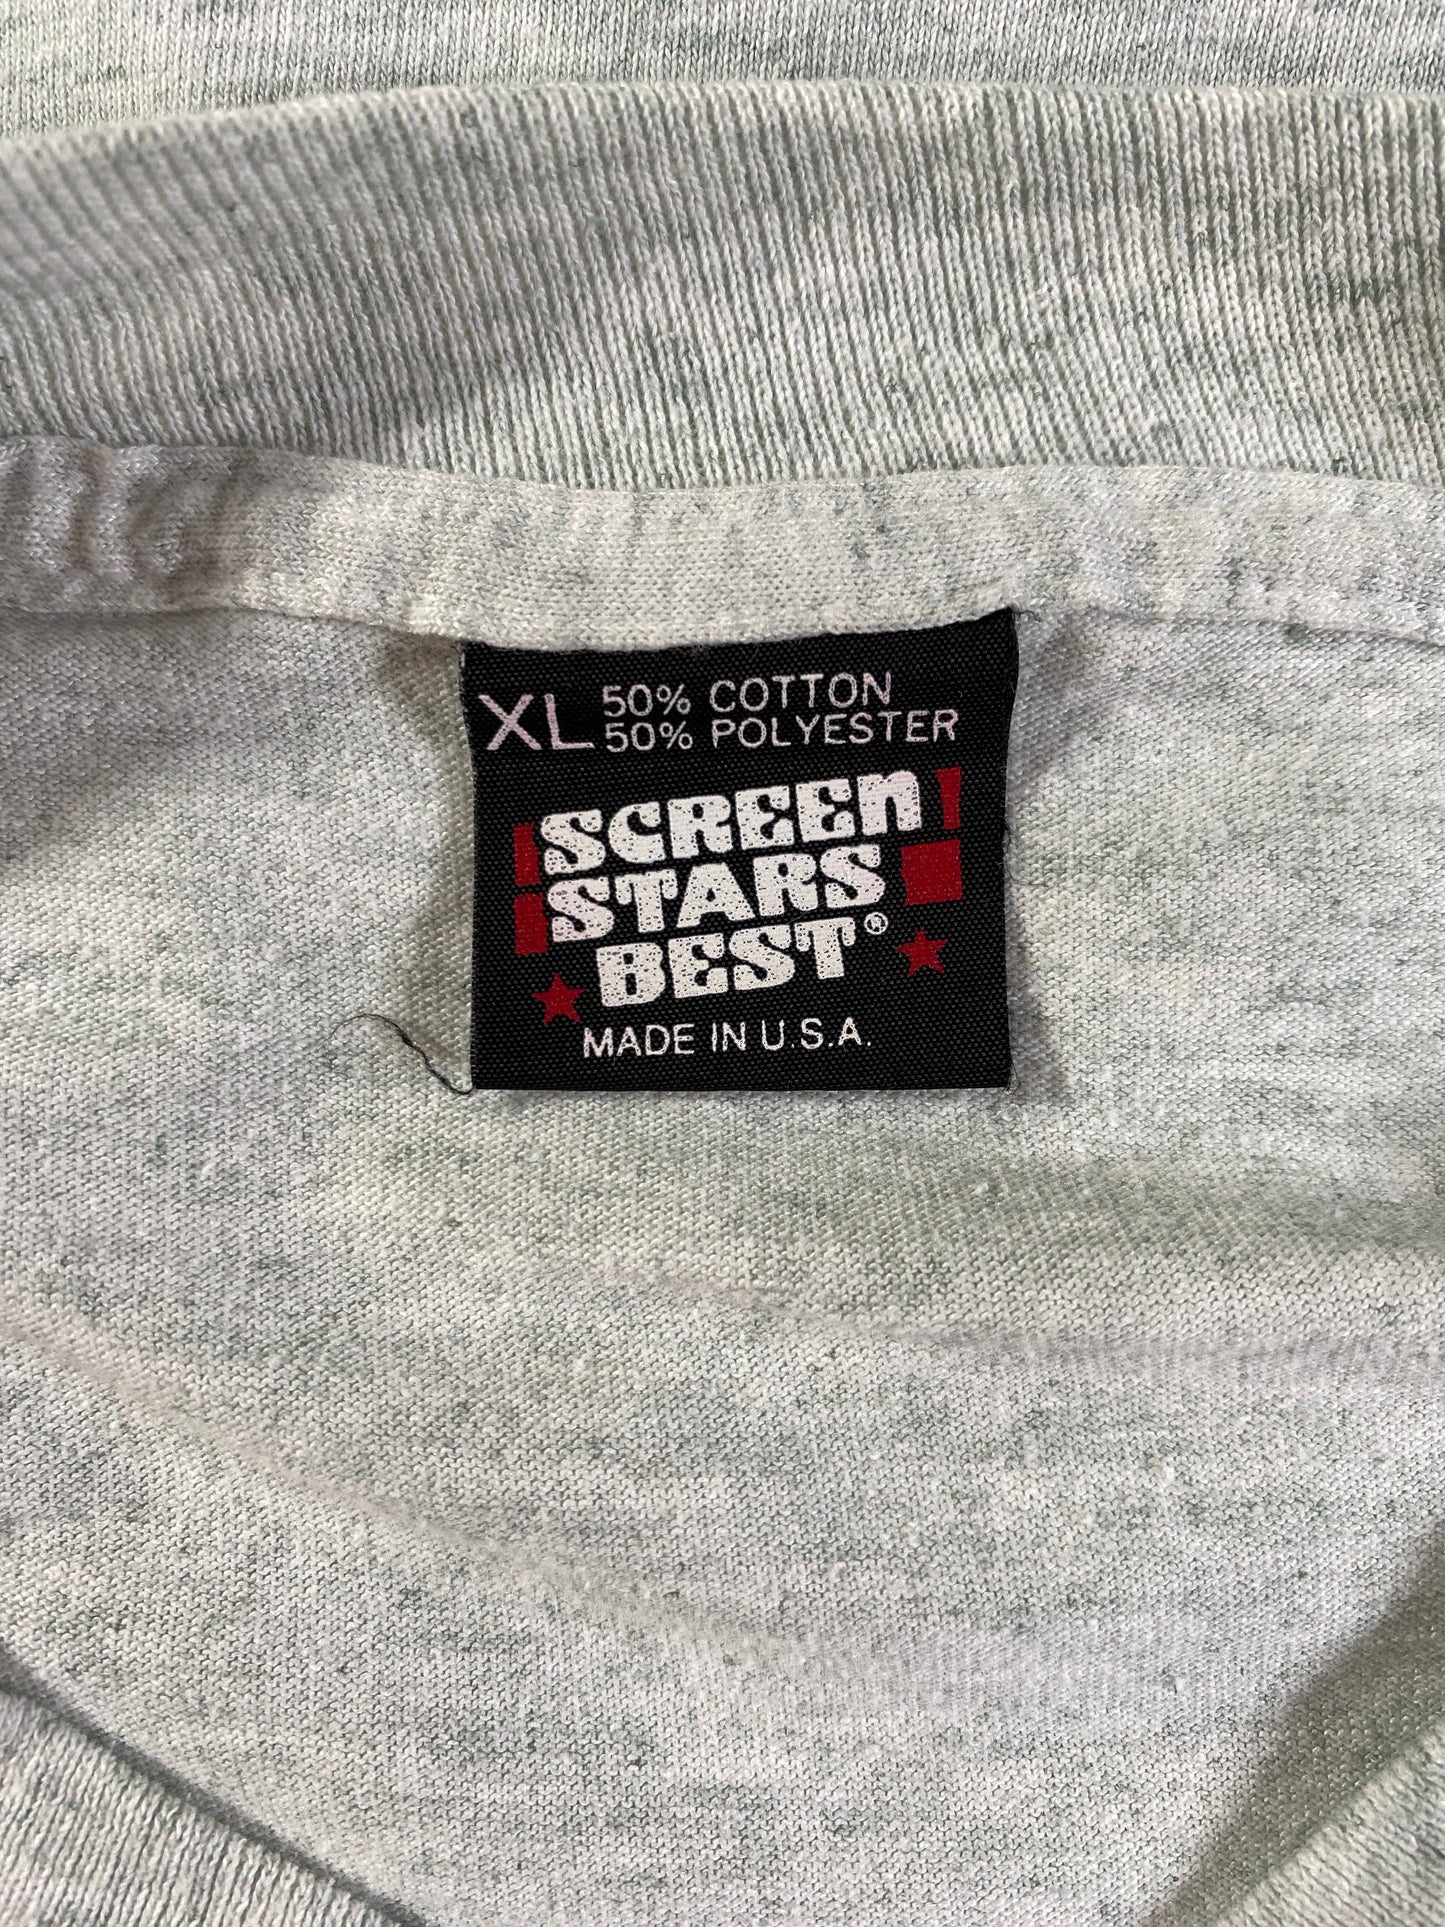 XL 50% COTTON
50% POLYESTER
SCREEN
STARS
BEST®
MADE IN U.S.A.